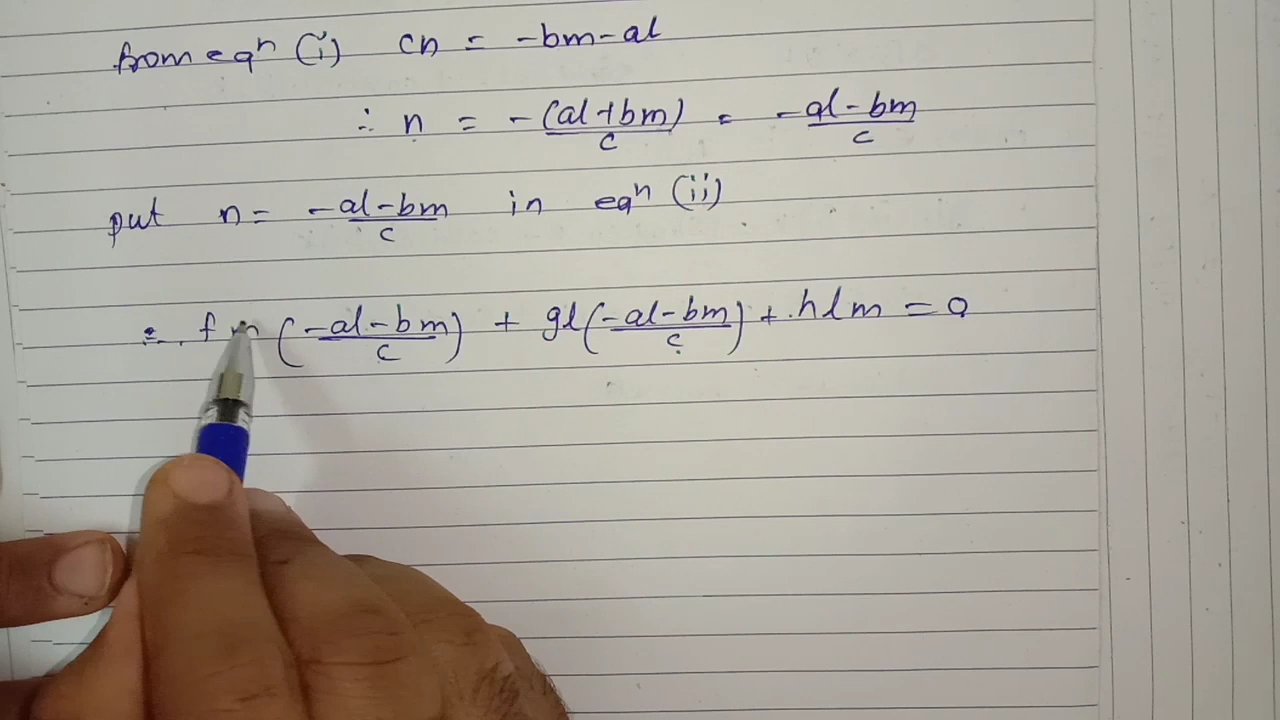 from eqⁿ (i) cn = -bm-al
∴ n = -(al+bm)/c = -al-bm/c
put n = -al-bm/c in eqⁿ (ii)
= . fm (-al-bm/c) + gl(-al-bm/c) + hlm = 0